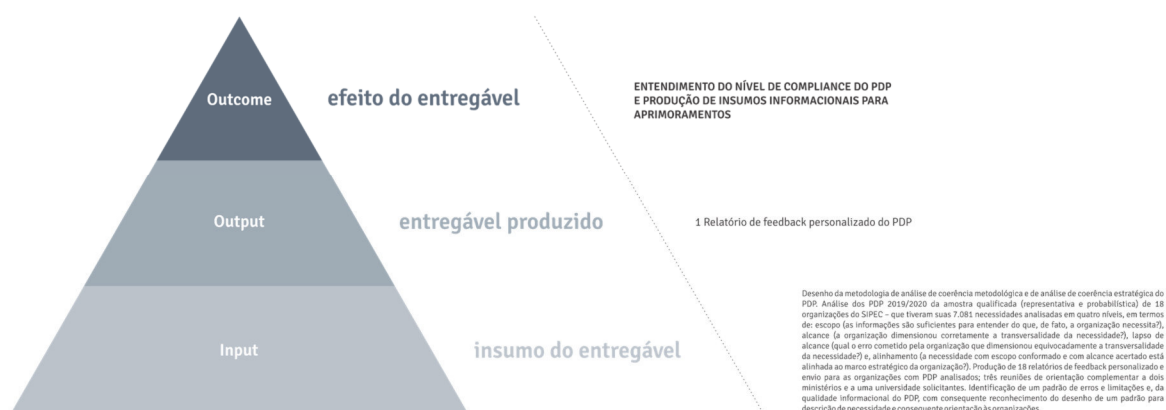 Outcome
efeito do entregável
ENTENDIMENTO DO NÍVEL DE COMPLIANCE DO PDP
E PRODUÇÃO DE INSUMOS INFORMACIONAIS PARA
APRIMORAMENTOS
Output
entregável produzido
1 Relatório de feedback personalizado do PDP
Input
insumo do entregável
Desenho da metodologia de análise de coerência metodológica e de análise de coerência estratégica do
PDP. Análise dos PDP 2019/2020 da amostra qualificada (representativa e probabilística) de 18
organizações do SIPEC – que tiveram suas 7.081 necessidades analisadas em quatro níveis, em termos
de: escopo (as informações são suficientes para entender do que, de fato, a organização necessita?),
alcance (a organização dimensionou corretamente a transversalidade da necessidade?), lapso de
alcance (qual o erro cometido pela organização que dimensionou equivocadamente a transversalidade
da necessidade?) e, alinhamento (a necessidade com escopo conformado e com alcance acertado está
alinhada ao marco estratégico da organização?). Produção de 18 relatórios de feedback personalizado e
envio para as organizações com PDP analisados; três reuniões de orientação complementar a dois
ministérios e a uma universidade solicitantes. Identificação de um padrão de erros e limitações e, da
qualidade informacional do PDP, com consequente reconhecimento do desenho de um padrão para
descrição de necessidade e consequente orientação às organizações.